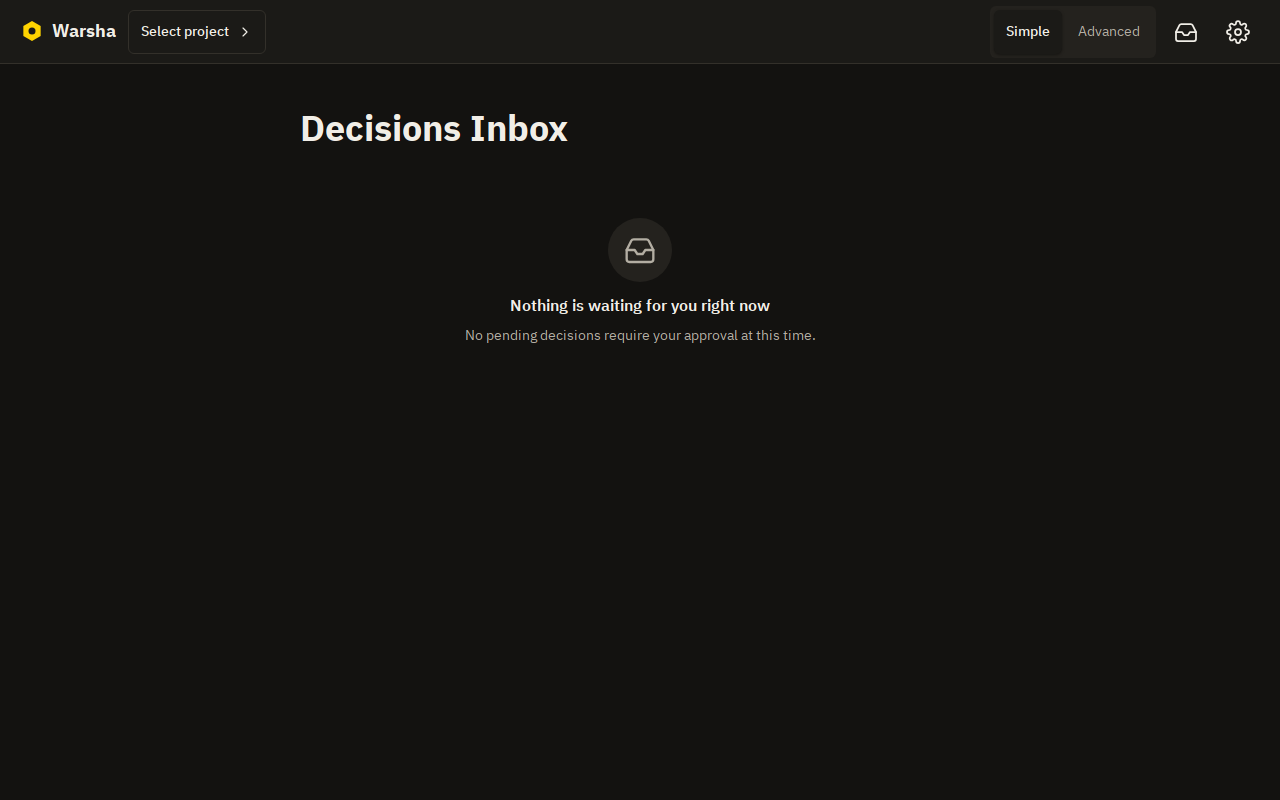 Warsha
Select project
Simple
Advanced
Decisions Inbox
Nothing is waiting for you right now
No pending decisions require your approval at this time.